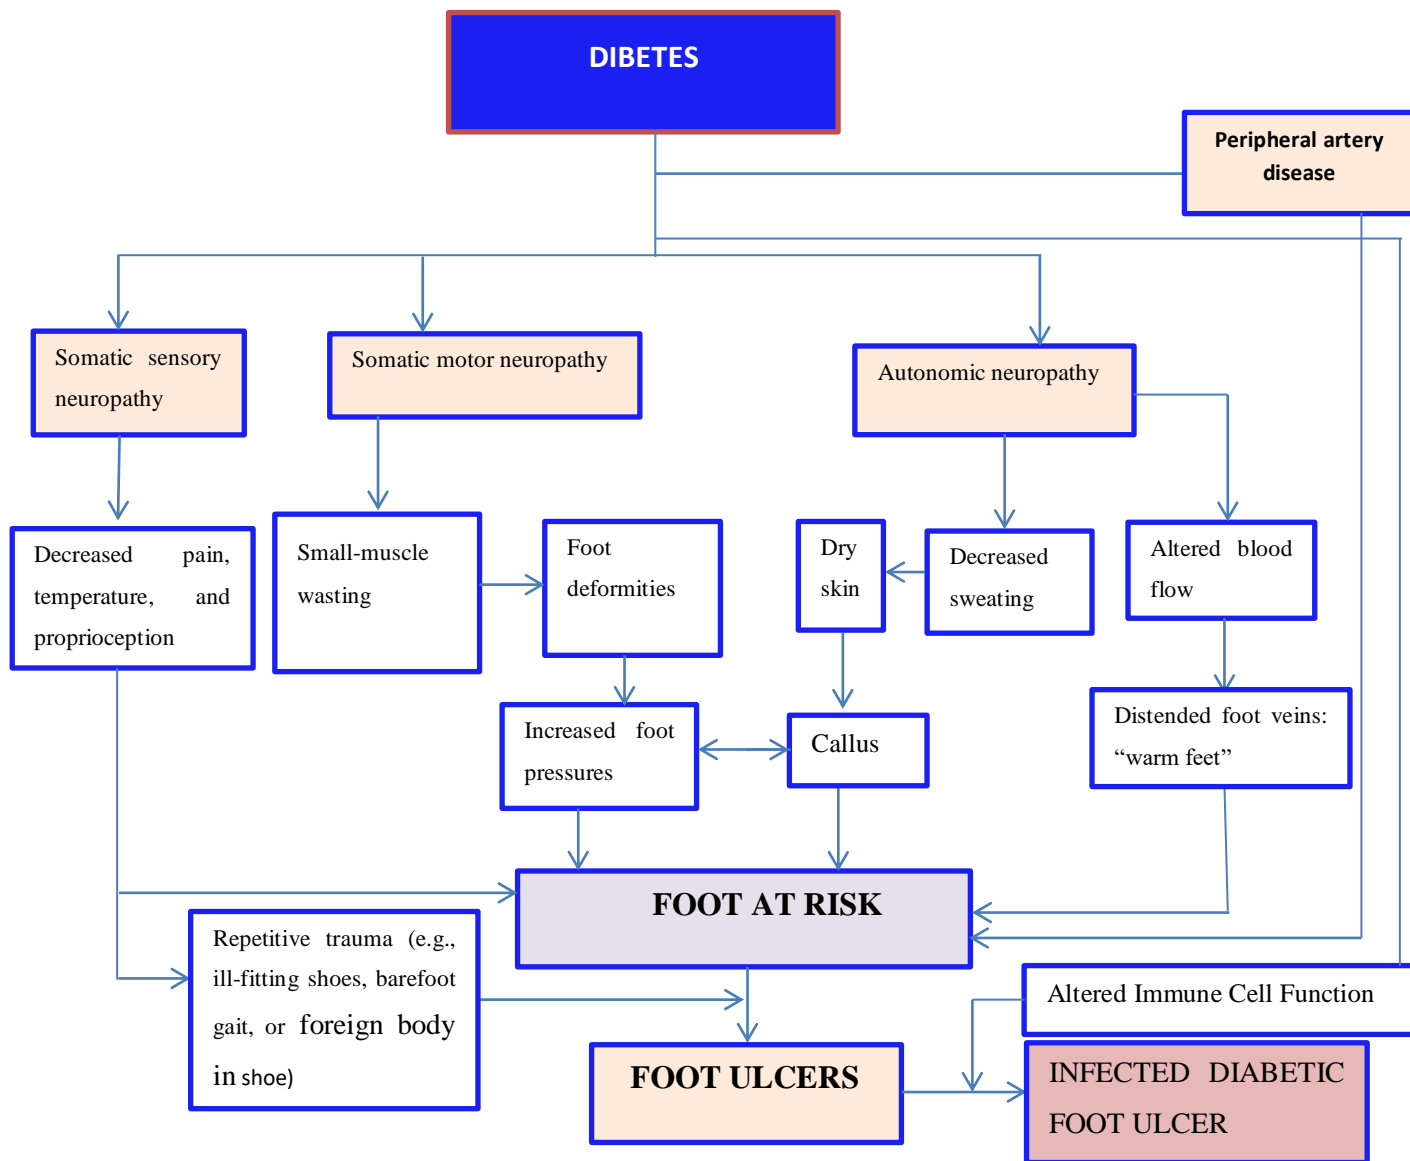 DIBETES
Peripheral artery
disease
Somatic sensory
neuropathy
Somatic motor neuropathy
Autonomic neuropathy
Decreased pain,
temperature, and
proprioception
Small-muscle
wasting
Foot
deformities
Dry
skin
Decreased
sweating
Altered blood
flow
Increased foot
pressures
Callus
Distended foot veins:
“warm feet”
FOOT AT RISK
Repetitive trauma (e.g.,
ill-fitting shoes, barefoot
gait, or foreign body
in shoe)
Altered Immune Cell Function
FOOT ULCERS
INFECTED DIABETIC
FOOT ULCER